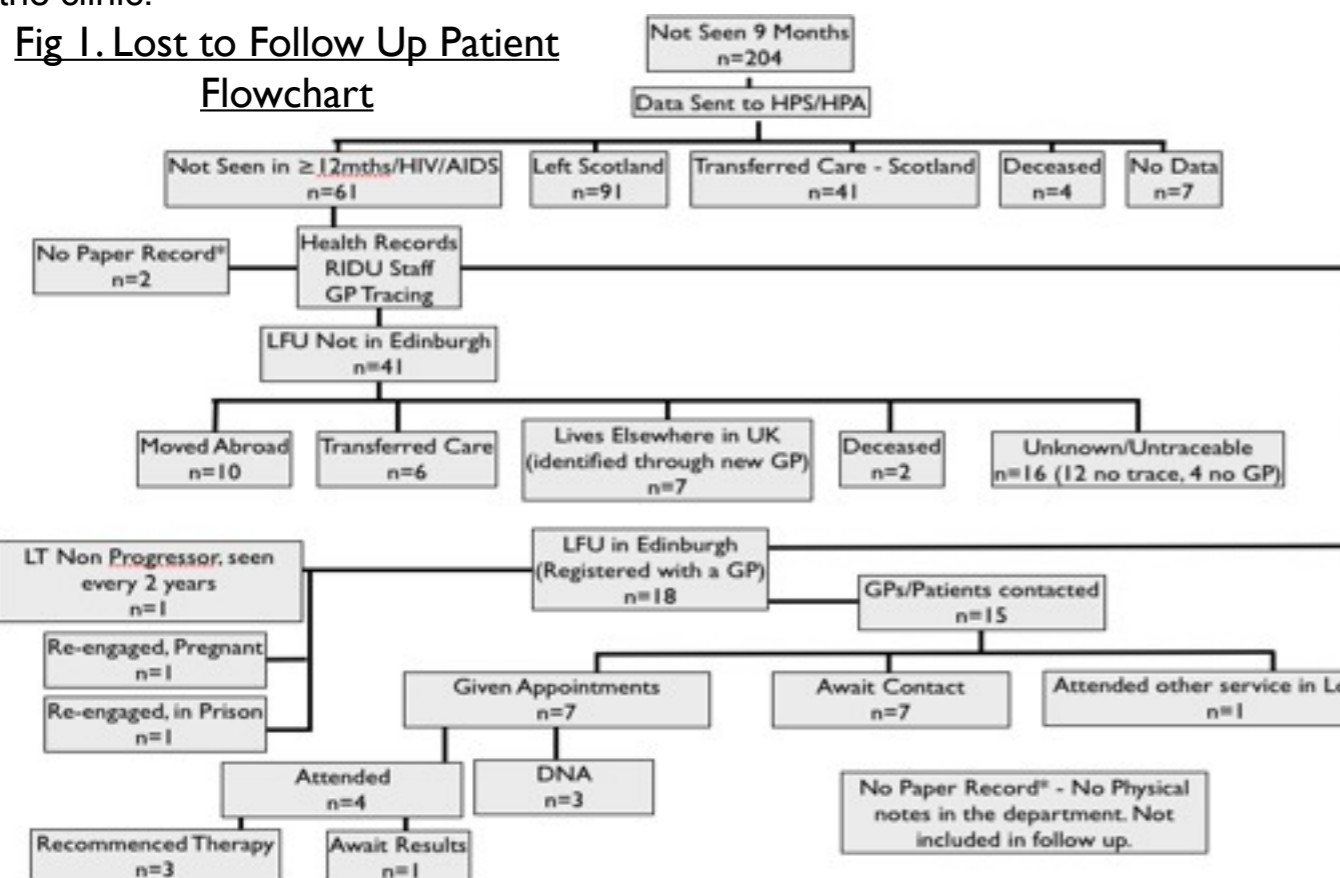 the clinic.
Fig 1. Lost to Follow Up Patient
Flowchart
Not Seen 9 Months
n=204
Data Sent to HPS/HPA
Not Seen in ≥12mths/HIV/AIDS
n=61
Left Scotland
n=91
Transferred Care - Scotland
n=41
Deceased
n=4
No Data
n=7
No Paper Record*
n=2
Health Records
RIDU Staff
GP Tracing
LFU Not in Edinburgh
n=41
Moved Abroad
n=10
Transferred Care
n=6
Lives Elsewhere in UK
(identified through new GP)
n=7
Deceased
n=2
Unknown/Untraceable
n=16 (12 no trace, 4 no GP)
LT Non Progressor, seen
every 2 years
n=1
LFU in Edinburgh
(Registered with a GP)
n=18
GPs/Patients contacted
n=15
Re-engaged, Pregnant
n=1
Re-engaged, in Prison
n=1
Given Appointments
n=7
Await Contact
n=7
Attended other service in
n=1
Attended
n=4
DNA
n=3
Recommenced Therapy
n=3
Await Results
n=1
No Paper Record* - No Physical
notes in the department. Not
included in follow up.